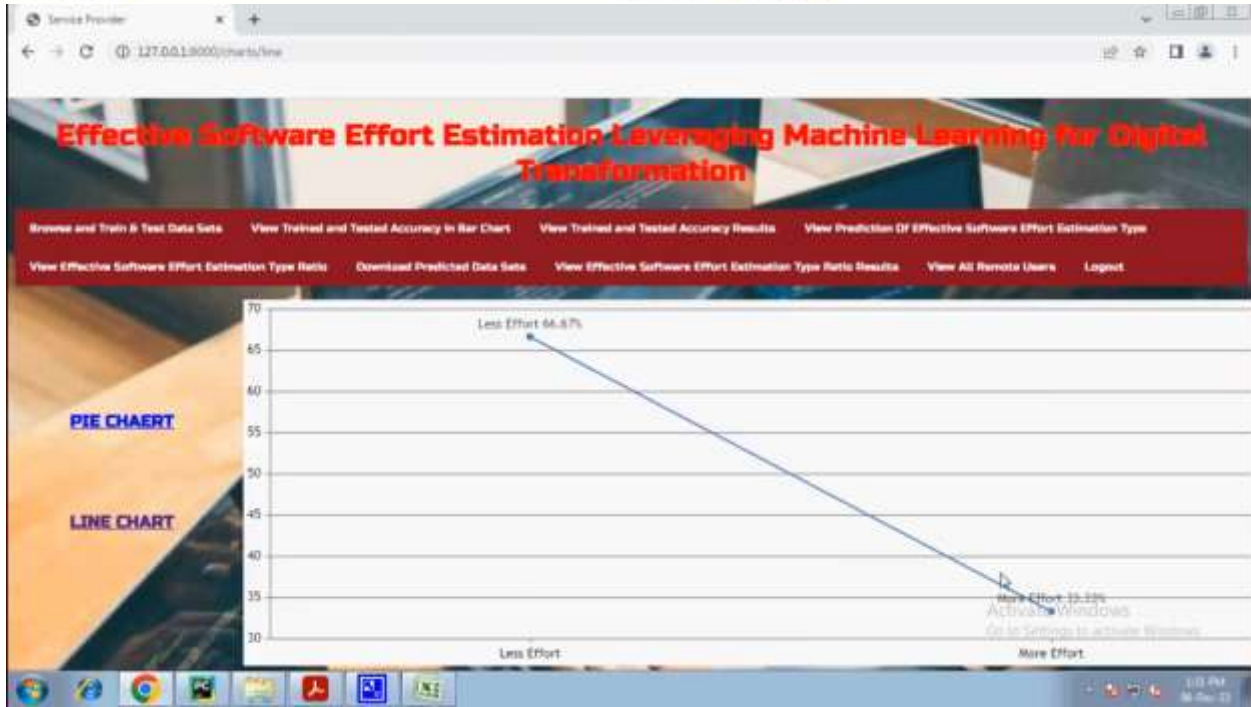 Service Provider
127.0.0.1:8000/charts/line
Effective Software Effort Estimation Leveraging Machine Learning for Digital
Transformation
Browse and Train & Test Data Sets View Trained and Tested Accuracy in Bar Chart View Trained and Tested Accuracy Results View Prediction Of Effective Software Effort Estimation Type
View Effective Software Effort Estimation Type Ratio Download Predicted Data Sets View Effective Software Effort Estimation Type Ratio Results View All Remote Users Logout
70
Less Effort 66.67%
65
60
PIE CHAERT
55
50
LINE CHART
45
40
35
More Effort 33.33%
Activate Windows
Go to Settings to activate Windows.
30
Less Effort More Effort